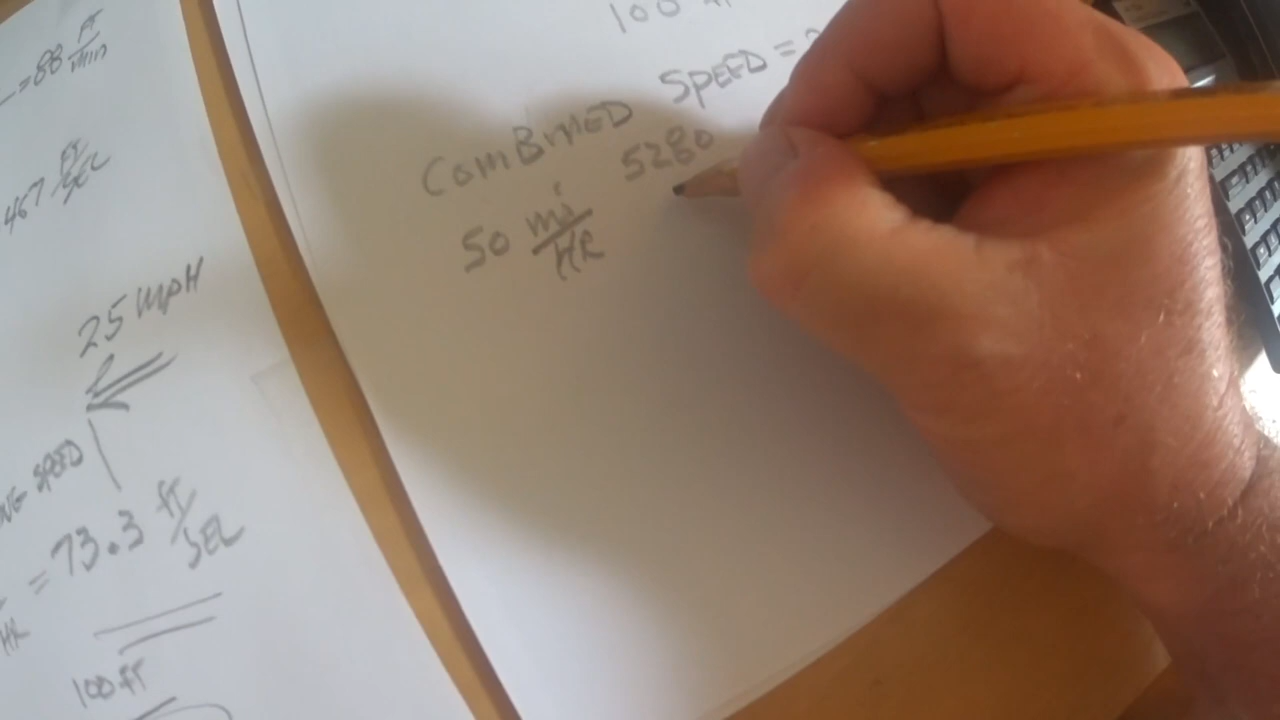 = 88 FT/min
467 FT/SEC
25 MPH
SPEED
= 73.3 ft/SEC
HR
100 ft
100
SPEED =
COMBINED
50 mi/HR 5280